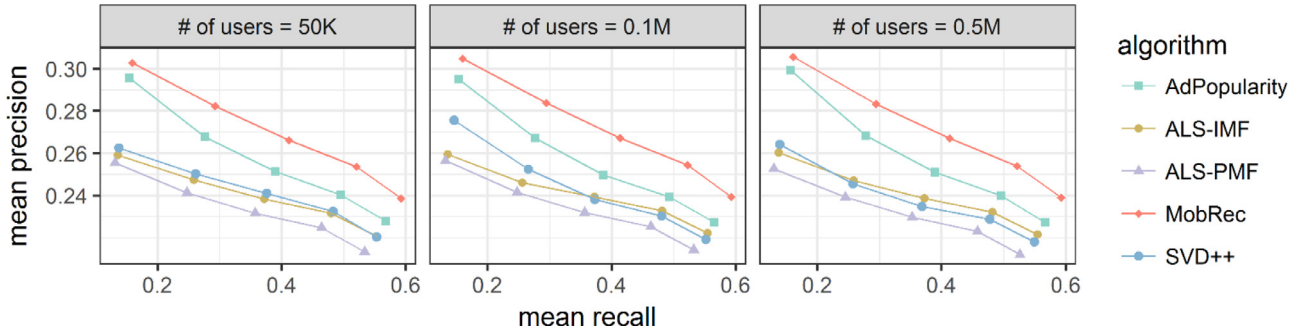 # of users = 50K
# of users = 0.1M
# of users = 0.5M
mean precision
0.30
0.28
0.26
0.24
0.2 0.4 0.6
0.2 0.4 0.6
0.2 0.4 0.6
mean recall
algorithm
AdPopularity
ALS-IMF
ALS-PMF
MobRec
SVD++